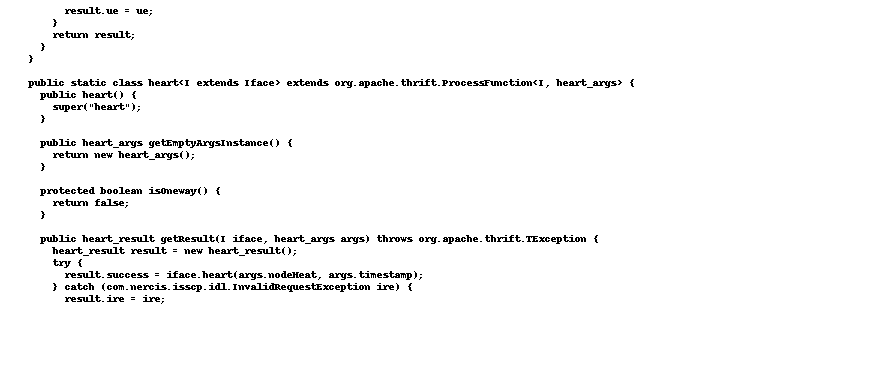 result.ue = ue;
}
return result;
}
}
public static class heart<I extends Iface> extends org.apache.thrift.ProcessFunction<I, heart_args> {
public heart() {
super("heart");
}
public heart_args getEmptyArgsInstance() {
return new heart_args();
}
protected boolean isOneway() {
return false;
}
public heart_result getResult(I iface, heart_args args) throws org.apache.thrift.TException {
heart_result result = new heart_result();
try {
result.success = iface.heart(args.nodeHeat, args.timestamp);
} catch (com.nercis.isscp.idl.InvalidRequestException ire) {
result.ire = ire;